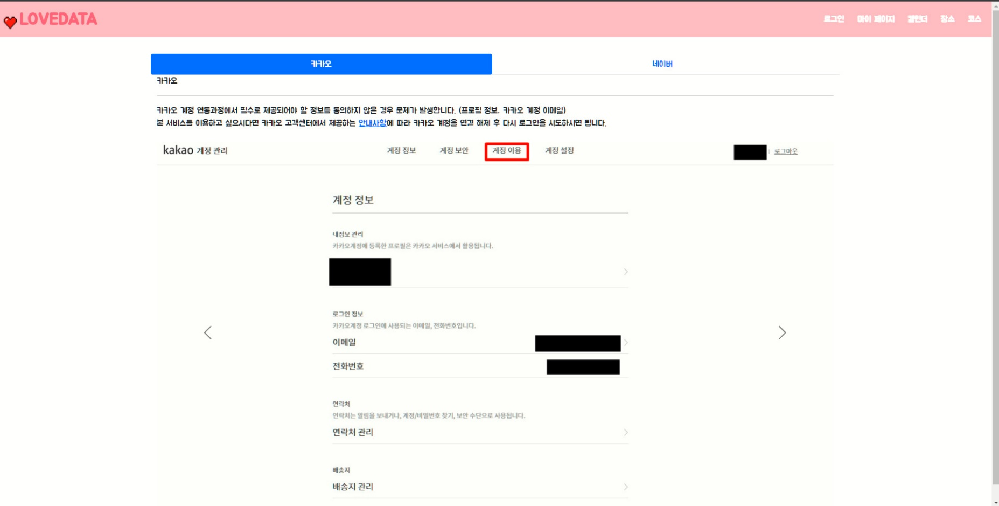 LOVEDATA
로그인 마이 페이지 캘린더 장소 코스
카카오 네이버
카카오
카카오 계정 연동과정에서 필수로 제공되어야 할 정보를 동의하지 않은 경우 문제가 발생합니다. (프로필 정보, 카카오 계정 이메일)
본 서비스를 이용하고 싶으시다면 카카오 고객센터에서 제공하는 안내사항에 따라 카카오 계정을 연결 해제 후 다시 로그인을 시도하시면 됩니다.
kakao 계정 관리 계정 정보 계정 보안 계정 이용 계정 설정 로그아웃
계정 정보
내정보 관리
카카오계정에 등록한 프로필은 카카오 서비스에서 활용됩니다.
로그인 정보
카카오계정 로그인에 사용되는 이메일, 전화번호입니다.
이메일
전화번호
연락처
연락처는 알림을 보내거나, 계정/비밀번호 찾기, 보안 수단으로 사용됩니다.
연락처 관리
배송지
배송지 관리